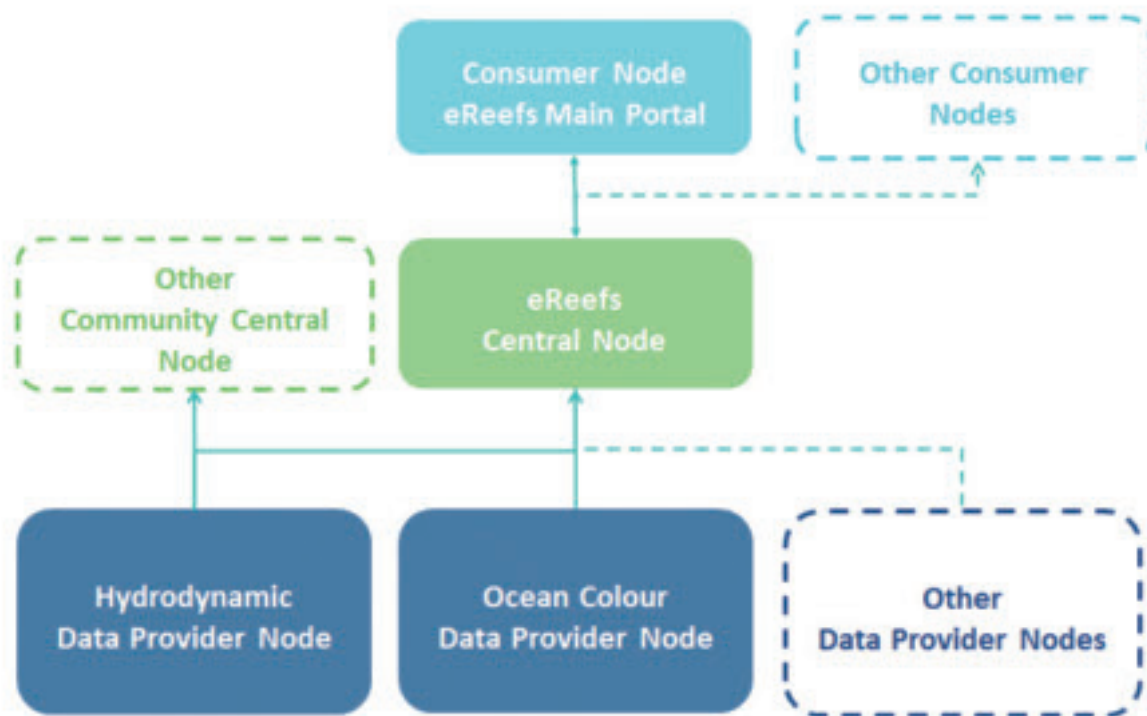 Consumer Node
eReefs Main Portal
Other Consumer
Nodes
Other
Community Central
Node
eReefs
Central Node
Hydrodynamic
Data Provider Node
Ocean Colour
Data Provider Node
Other
Data Provider Nodes